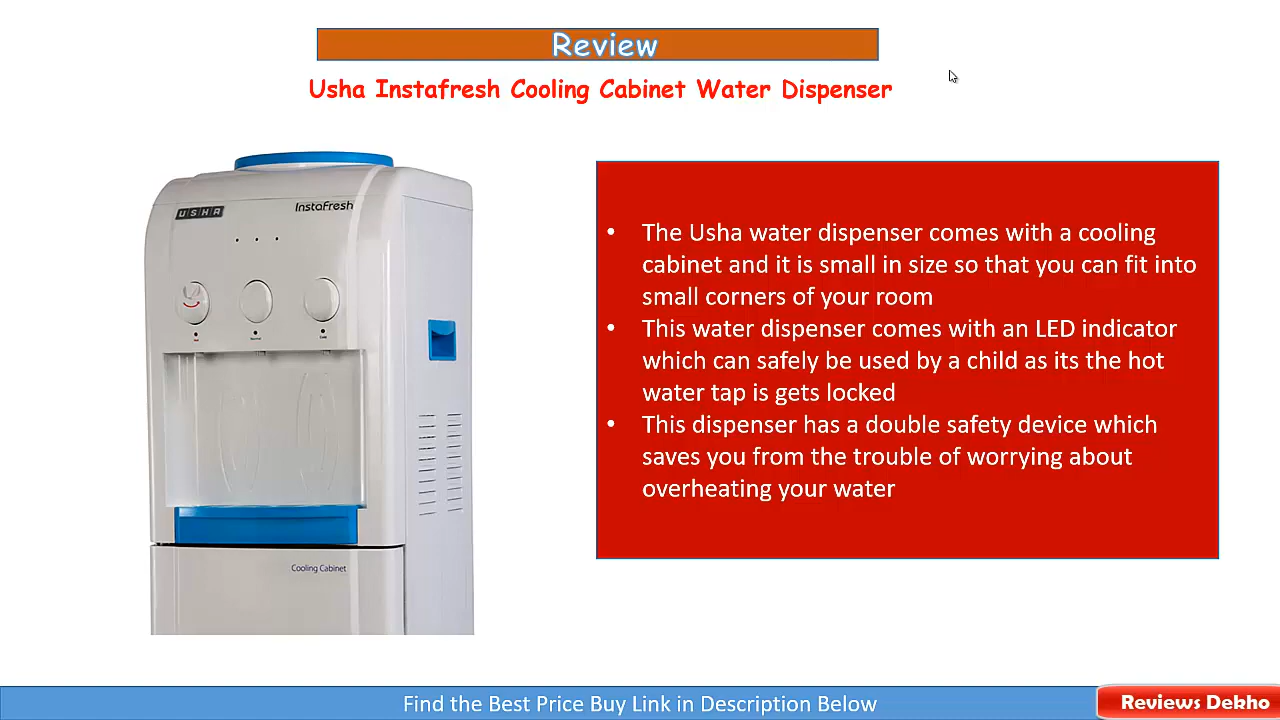 Review
Usha Instafresh Cooling Cabinet Water Dispenser
USHA
InstaFresh
Hot
Normal
Cold
Cooling Cabinet
• The Usha water dispenser comes with a cooling
cabinet and it is small in size so that you can fit into
small corners of your room
• This water dispenser comes with an LED indicator
which can safely be used by a child as its the hot
water tap is gets locked
• This dispenser has a double safety device which
saves you from the trouble of worrying about
overheating your water
Find the Best Price Buy Link in Description Below
Reviews Dekho